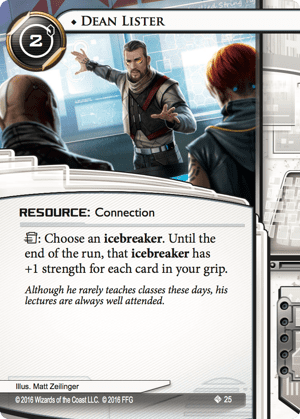 2
♦ Dean Lister
RESOURCE: Connection
: Choose an icebreaker. Until the
end of the run, that icebreaker has
+1 strength for each card in your grip.
Although he rarely teaches classes these days, his
lectures are always well attended.
Illus. Matt Zeilinger
© 2016 Wizards of the Coast LLC. © 2016 FFG 25